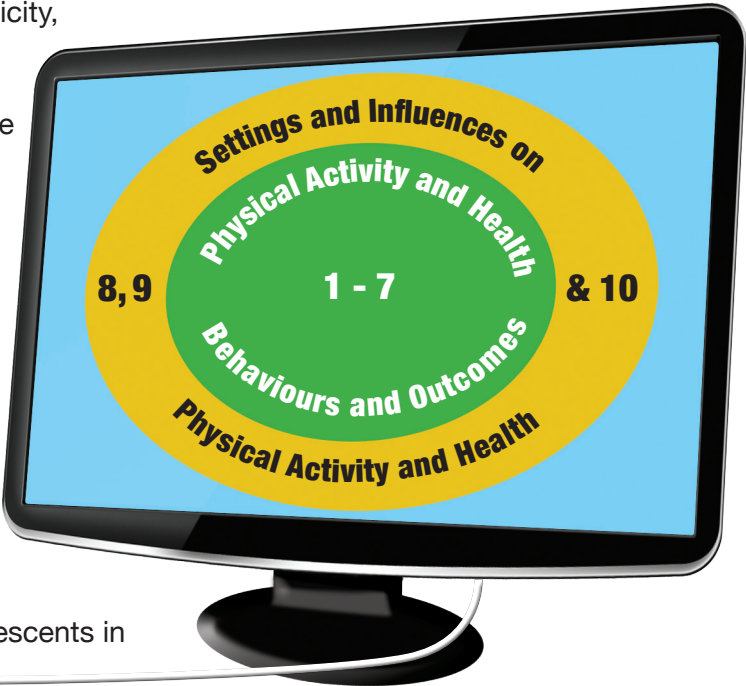 icity,
e
Settings and Influences on
Physical Activity and Health
8, 9
1 - 7
& 10
Behaviours and Outcomes
Physical Activity and Health
escents in